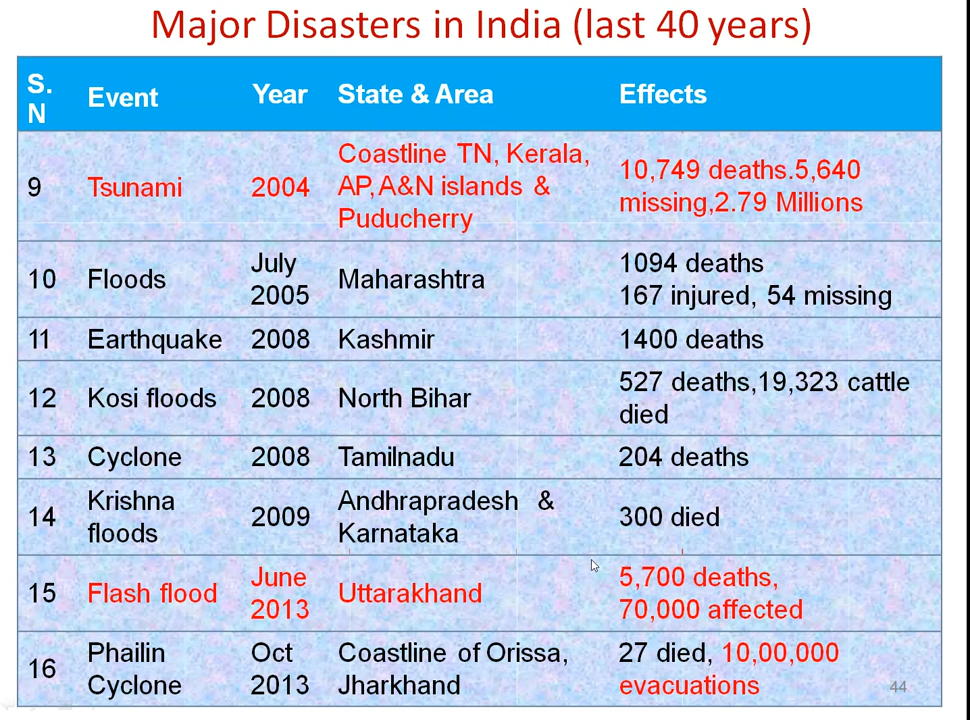 Major Disasters in India (last 40 years)
S. N Event Year State & Area Effects
9 Tsunami 2004 Coastline TN, Kerala, AP,A&N islands & Puducherry 10,749 deaths.5,640 missing,2.79 Millions
10 Floods July 2005 Maharashtra 1094 deaths 167 injured, 54 missing
11 Earthquake 2008 Kashmir 1400 deaths
12 Kosi floods 2008 North Bihar 527 deaths,19,323 cattle died
13 Cyclone 2008 Tamilnadu 204 deaths
14 Krishna floods 2009 Andhrapradesh & Karnataka 300 died
15 Flash flood June 2013 Uttarakhand 5,700 deaths, 70,000 affected
16 Phailin Cyclone Oct 2013 Coastline of Orissa, Jharkhand 27 died, 10,00,000 evacuations
44